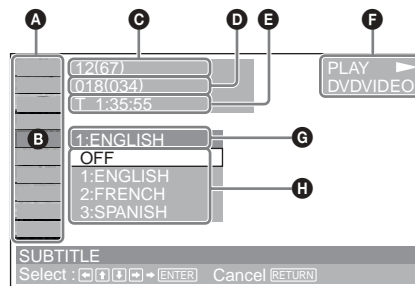 A C D E F
12(67)
018(034)
T 1:35:55
PLAY
DVDVIDEO
B
1:ENGLISH
G
OFF
1:ENGLISH
2:FRENCH
3:SPANISH
H
SUBTITLE
Select : ENTER Cancel RETURN